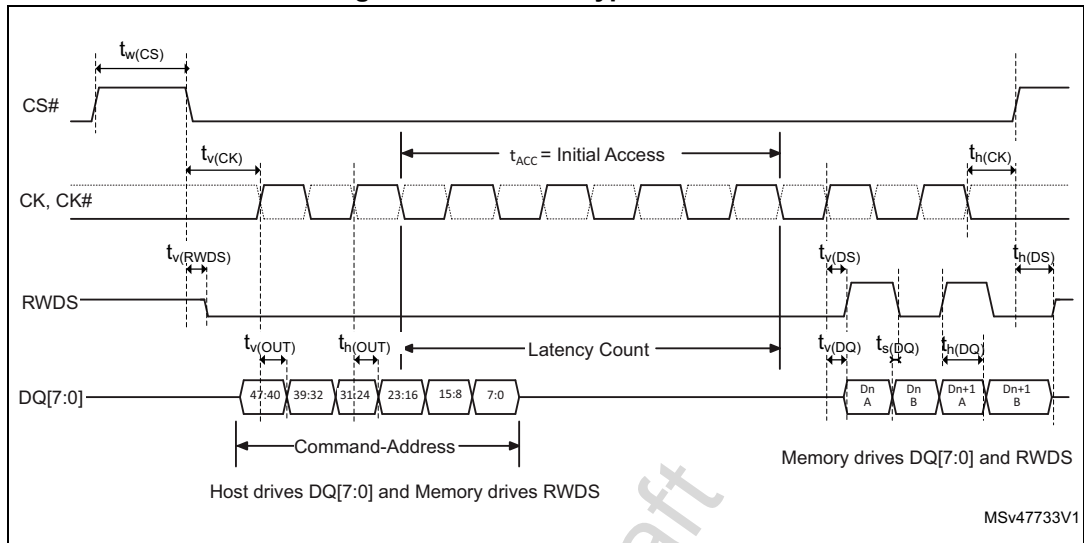 tw(CS)
CS#
tv(CK)
tACC = Initial Access
th(CK)
CK, CK#
tv(RWDS)
tv(DS)
th(DS)
RWDS
tv(OUT)
th(OUT)
Latency Count
tv(DQ)
ts(DQ)
th(DQ)
DQ[7:0]
47:40 39:32 31:24 23:16 15:8 7:0
Dn A
Dn B
Dn+1 A
Dn+1 B
Command-Address
Memory drives DQ[7:0] and RWDS
Host drives DQ[7:0] and Memory drives RWDS
MSv47733V1